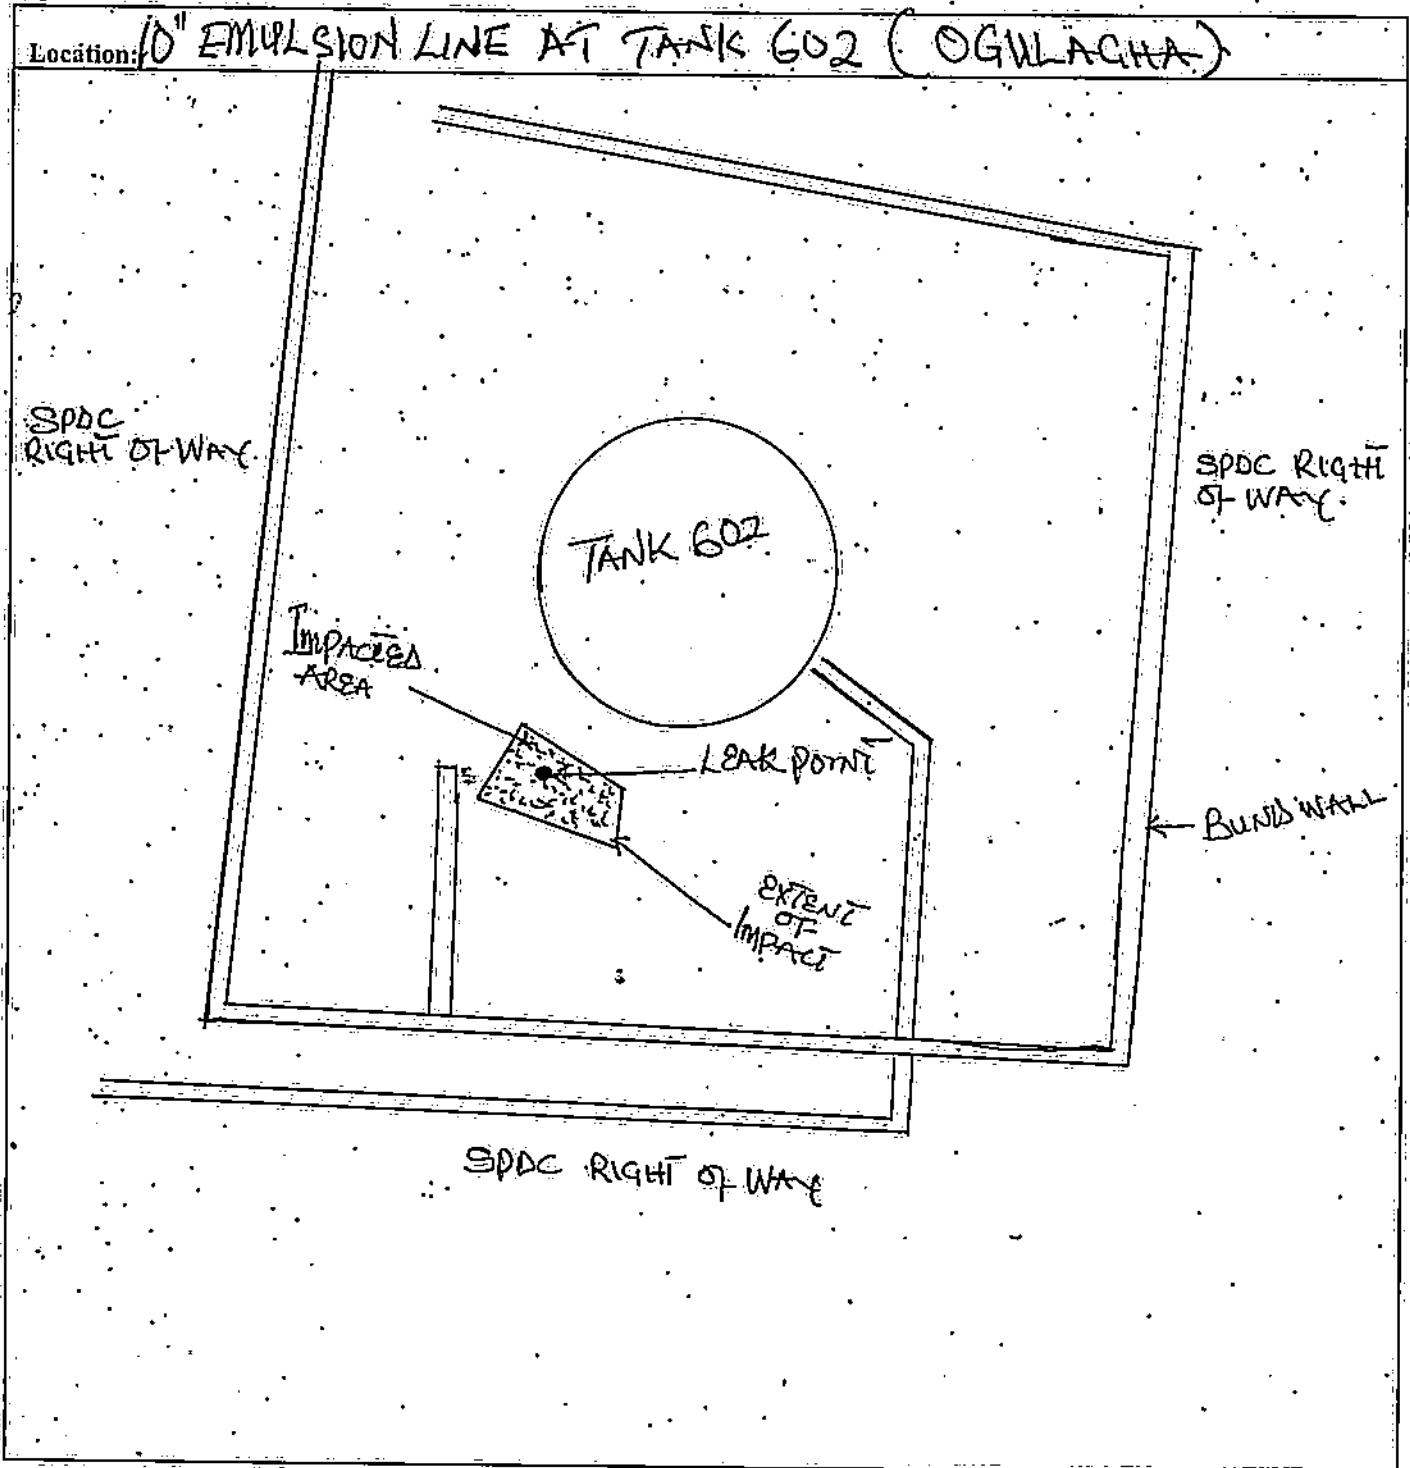 Location: 10" EMULSION LINE AT TANK 602 (OGULAGHA)
SPDC
RIGHT OF WAY.
SPDC RIGHT
OF WAY.
TANK 602
IMPACTED
AREA
LEAK POINT
BUND WALL
EXTENT
OF
IMPACT
SPDC RIGHT OF WAY